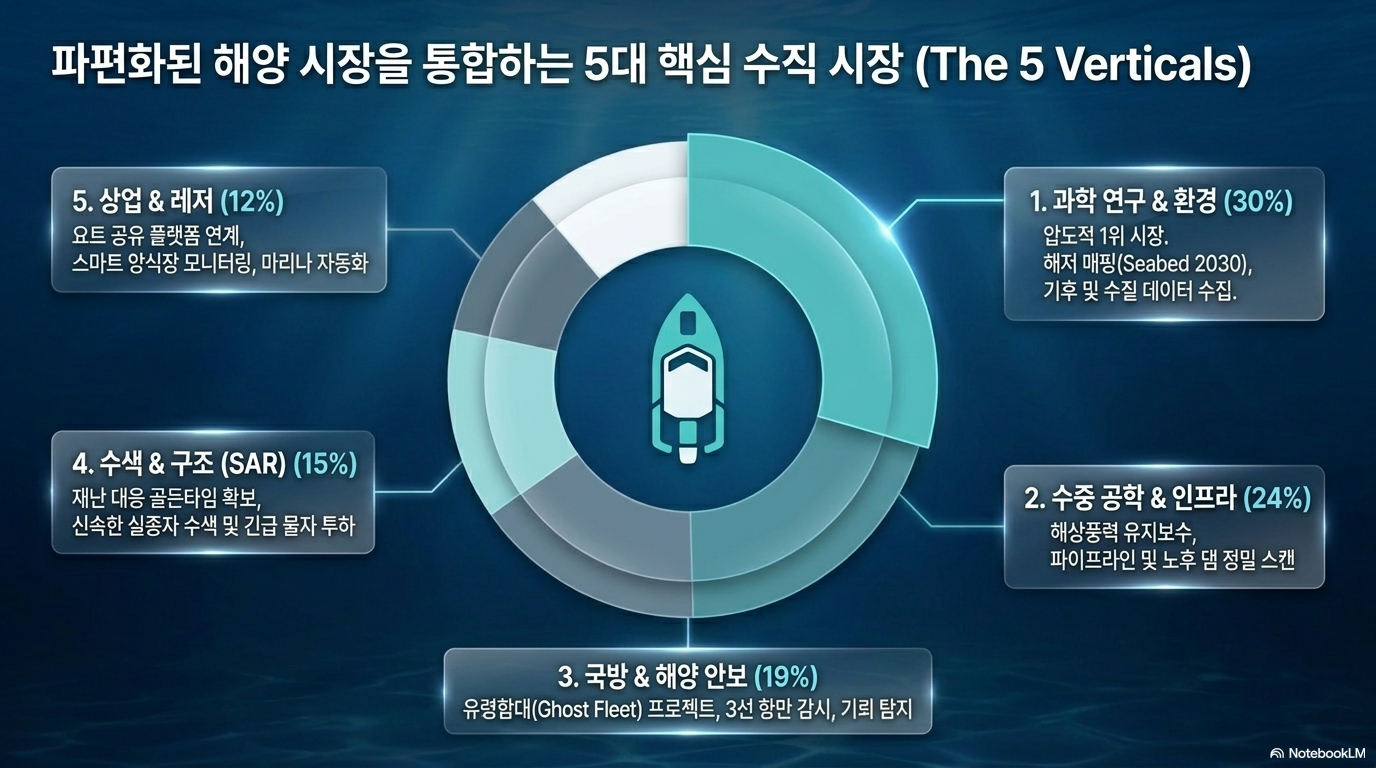 파편화된 해양 시장을 통합하는 5대 핵심 수직 시장 (The 5 Verticals)
1. 과학 연구 & 환경 (30%)
압도적 1위 시장.
해저 매핑(Seabed 2030),
기후 및 수질 데이터 수집.
2. 수중 공학 & 인프라 (24%)
해상풍력 유지보수,
파이프라인 및 노후 댐 정밀 스캔
3. 국방 & 해양 안보 (19%)
유령함대(Ghost Fleet) 프로젝트, 3선 항만 감시, 기뢰 탐지
4. 수색 & 구조 (SAR) (15%)
재난 대응 골든타임 확보,
신속한 실종자 수색 및 긴급 물자 투하
5. 상업 & 레저 (12%)
요트 공유 플랫폼 연계,
스마트 양식장 모니터링, 마리나 자동화
NotebookLM